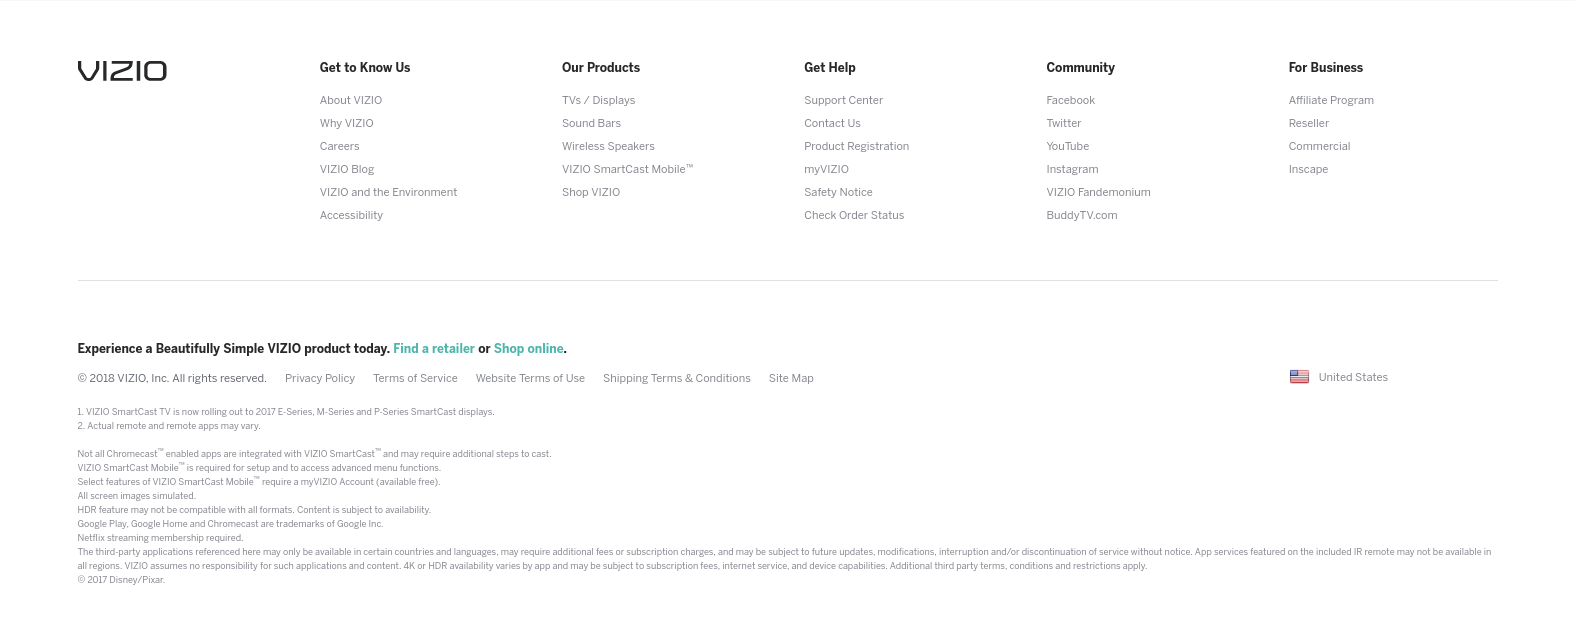 VIZIO
Get to Know Us
About VIZIO
Why VIZIO
Careers
VIZIO Blog
VIZIO and the Environment
Accessibility
Our Products
TVs / Displays
Sound Bars
Wireless Speakers
VIZIO SmartCast Mobile™
Shop VIZIO
Get Help
Support Center
Contact Us
Product Registration
myVIZIO
Safety Notice
Check Order Status
Community
Facebook
Twitter
YouTube
Instagram
VIZIO Fandemonium
BuddyTV.com
For Business
Affiliate Program
Reseller
Commercial
Inscape
Experience a Beautifully Simple VIZIO product today. Find a retailer or Shop online.
© 2018 VIZIO, Inc. All rights reserved. Privacy Policy Terms of Service Website Terms of Use Shipping Terms & Conditions Site Map
United States
1. VIZIO SmartCast TV is now rolling out to 2017 E-Series, M-Series and P-Series SmartCast displays.
2. Actual remote and remote apps may vary.
Not all Chromecast™ enabled apps are integrated with VIZIO SmartCast™ and may require additional steps to cast.
VIZIO SmartCast Mobile™ is required for setup and to access advanced menu functions.
Select features of VIZIO SmartCast Mobile™ require a myVIZIO Account (available free).
All screen images simulated.
HDR feature may not be compatible with all formats. Content is subject to availability.
Google Play, Google Home and Chromecast are trademarks of Google Inc.
Netflix streaming membership required.
The third-party applications referenced here may only be available in certain countries and languages, may require additional fees or subscription charges, and may be subject to future updates, modifications, interruption and/or discontinuation of service without notice. App services featured on the included IR remote may not be available in
all regions. VIZIO assumes no responsibility for such applications and content. 4K or HDR availability varies by app and may be subject to subscription fees, internet service, and device capabilities. Additional third party terms, conditions and restrictions apply.
© 2017 Disney/Pixar.